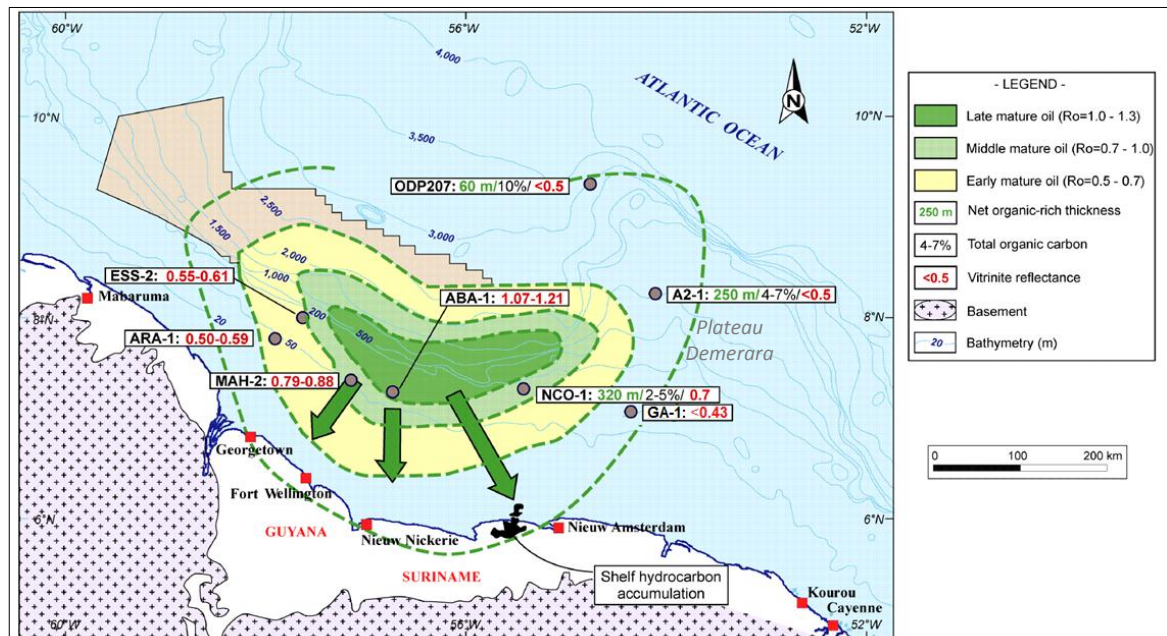 60°W
56°W
52°W
4,000
ATLANTIC OCEAN
N
10°N
10°N
3,500
ODP207: 60 m/10%/ <0.5
2,500
1,500
3,000
2,000
ESS-2: 0.55-0.61
1,000
ABA-1: 1.07-1.21
A2-1: 250 m/ 4-7%/<0.5
Mabaruma
8°N
200
8°N
20
500
Plateau
Demerara
ARA-1: 0.50-0.59
50
MAH-2: 0.79-0.88
NCO-1: 320 m/ 2-5%/ 0.7
GA-1: <0.43
Georgetown
Fort Wellington
6°N
6°N
GUYANA
Nieuw Nickerie
Nieuw Amsterdam
SURINAME
Shelf hydrocarbon
accumulation
Kourou
Cayenne
60°W
56°W
52°W
- LEGEND -
Late mature oil (Ro=1.0 - 1.3)
Middle mature oil (Ro=0.7 - 1.0)
Early mature oil (Ro=0.5 - 0.7)
250 m Net organic-rich thickness
4-7% Total organic carbon
<0.5 Vitrinite reflectance
Basement
20 Bathymetry (m)
0 100 200 km